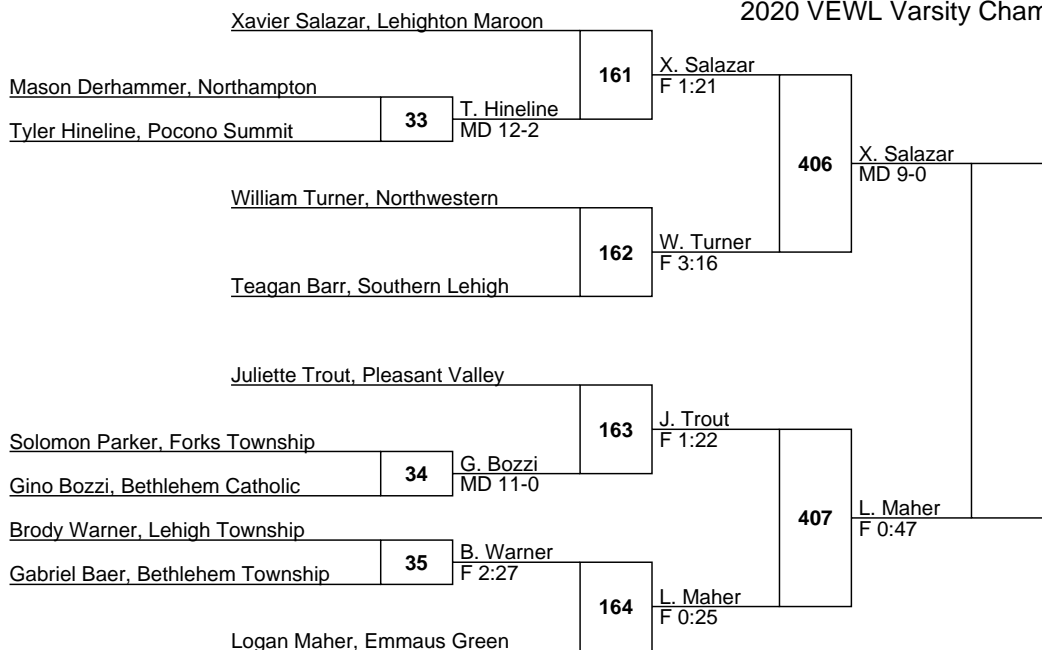 2020 VEWL Varsity Cham
Xavier Salazar, Lehighton Maroon
161
X. Salazar
F 1:21
Mason Derhammer, Northampton
33
T. Hineline
MD 12-2
Tyler Hineline, Pocono Summit
406
X. Salazar
MD 9-0
William Turner, Northwestern
162
W. Turner
F 3:16
Teagan Barr, Southern Lehigh
Juliette Trout, Pleasant Valley
163
J. Trout
F 1:22
Solomon Parker, Forks Township
34
G. Bozzi
MD 11-0
Gino Bozzi, Bethlehem Catholic
407
L. Maher
F 0:47
Brody Warner, Lehigh Township
35
B. Warner
F 2:27
Gabriel Baer, Bethlehem Township
164
L. Maher
F 0:25
Logan Maher, Emmaus Green